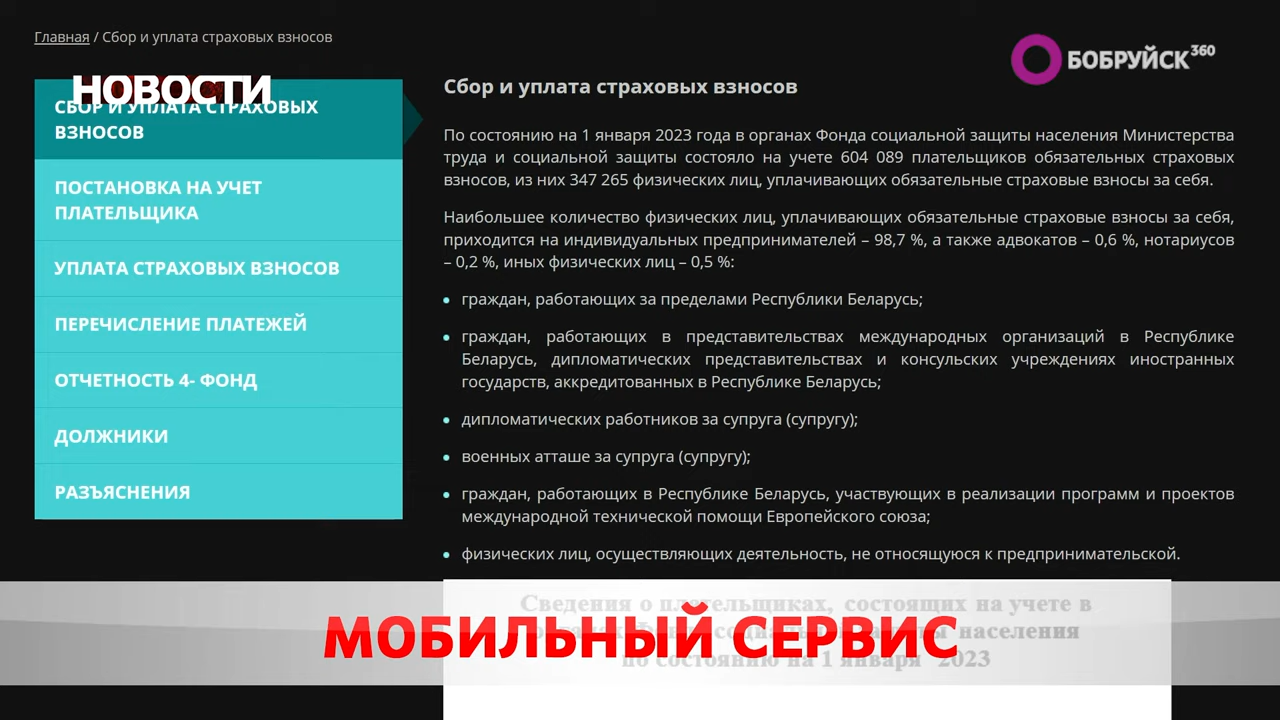 Главная / Сбор и уплата страховых взносов
БОБРУЙСК360
НОВОСТИ
СБОР И УПЛАТА СТРАХОВЫХ
ВЗНОСОВ
ПОСТАНОВКА НА УЧЕТ
ПЛАТЕЛЬЩИКА
УПЛАТА СТРАХОВЫХ ВЗНОСОВ
ПЕРЕЧИСЛЕНИЕ ПЛАТЕЖЕЙ
ОТЧЕТНОСТЬ 4- ФОНД
ДОЛЖНИКИ
РАЗЪЯСНЕНИЯ
Сбор и уплата страховых взносов
По состоянию на 1 января 2023 года в органах Фонда социальной защиты населения Министерства
труда и социальной защиты состояло на учете 604 089 плательщиков обязательных страховых
взносов, из них 347 265 физических лиц, уплачивающих обязательные страховые взносы за себя.
Наибольшее количество физических лиц, уплачивающих обязательные страховые взносы за себя,
приходится на индивидуальных предпринимателей – 98,7 %, а также адвокатов – 0,6 %, нотариусов
– 0,2 %, иных физических лиц – 0,5 %:
граждан, работающих за пределами Республики Беларусь;
граждан, работающих в представительствах международных организаций в Республике
Беларусь, дипломатических представительствах и консульских учреждениях иностранных
государств, аккредитованных в Республике Беларусь;
дипломатических работников за супруга (супругу);
военных атташе за супруга (супругу);
граждан, работающих в Республике Беларусь, участвующих в реализации программ и проектов
международной технической помощи Европейского союза;
физических лиц, осуществляющих деятельность, не относящуюся к предпринимательской.
Сведения о плательщиках, состоящих на учете в
населения
по состоянию на 1 января 2023
МОБИЛЬНЫЙ СЕРВИС